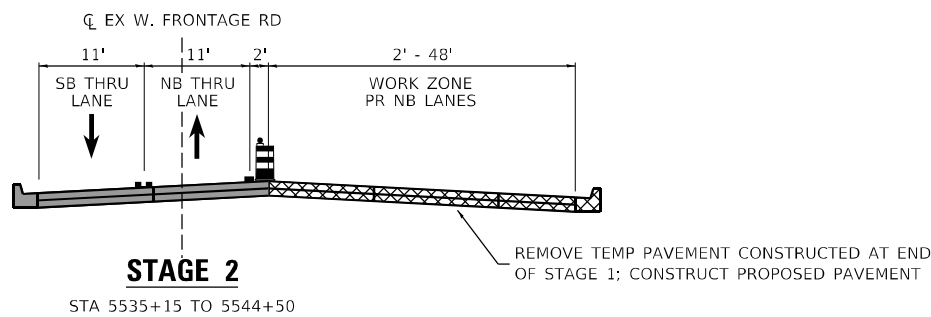 ℄ EX W. FRONTAGE RD
11' 11' 2' 2' - 48'
SB THRU LANE
NB THRU LANE
WORK ZONE
PR NB LANES
REMOVE TEMP PAVEMENT CONSTRUCTED AT END
OF STAGE 1; CONSTRUCT PROPOSED PAVEMENT
STAGE 2
STA 5535+15 TO 5544+50